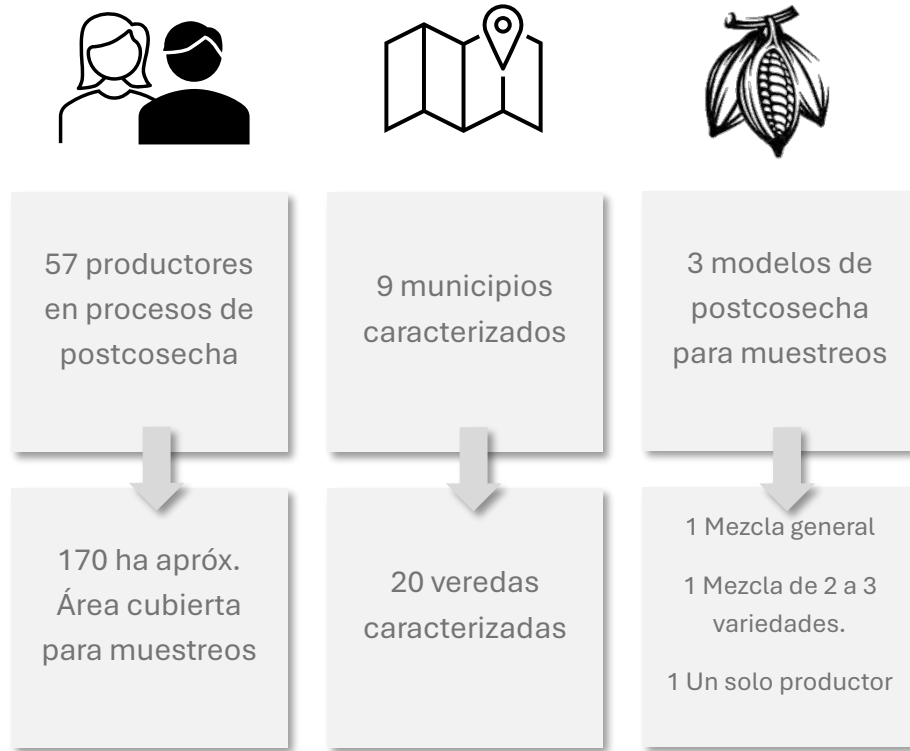 57 productores
en procesos de
postcosecha
9 municipios
caracterizados
3 modelos de
postcosecha
para muestreos
170 ha apróx.
Área cubierta
para muestreos
20 veredas
caracterizadas
1 Mezcla general
1 Mezcla de 2 a 3
variedades.
1 Un solo productor